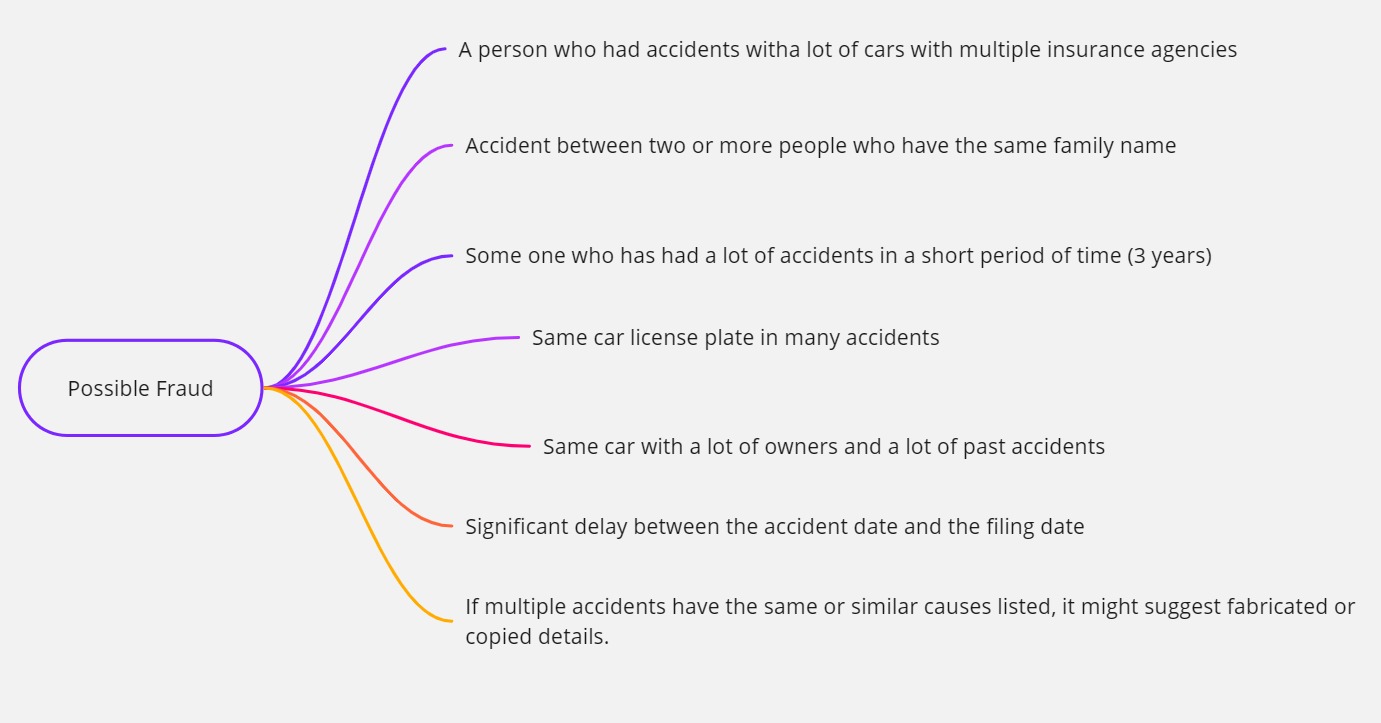 A person who had accidents witha lot of cars with multiple insurance agencies
Accident between two or more people who have the same family name
Some one who has had a lot of accidents in a short period of time (3 years)
Same car license plate in many accidents
Possible Fraud
Same car with a lot of owners and a lot of past accidents
Significant delay between the accident date and the filing date
If multiple accidents have the same or similar causes listed, it might suggest fabricated or
copied details.